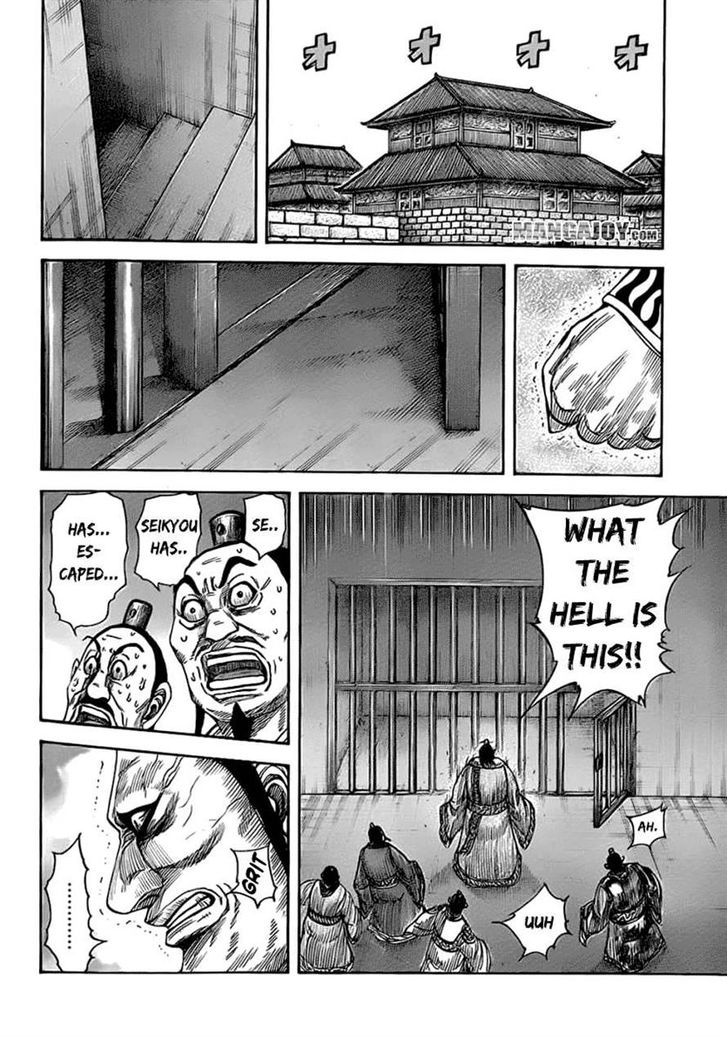 オ オ オ オ
MANGAJOY.COM
WHAT
THE
HELL IS
THIS!!
AH.
UUH
SE..
SEIKYOU
HAS..
HAS...
ES-
CAPED...
GRIT
.........